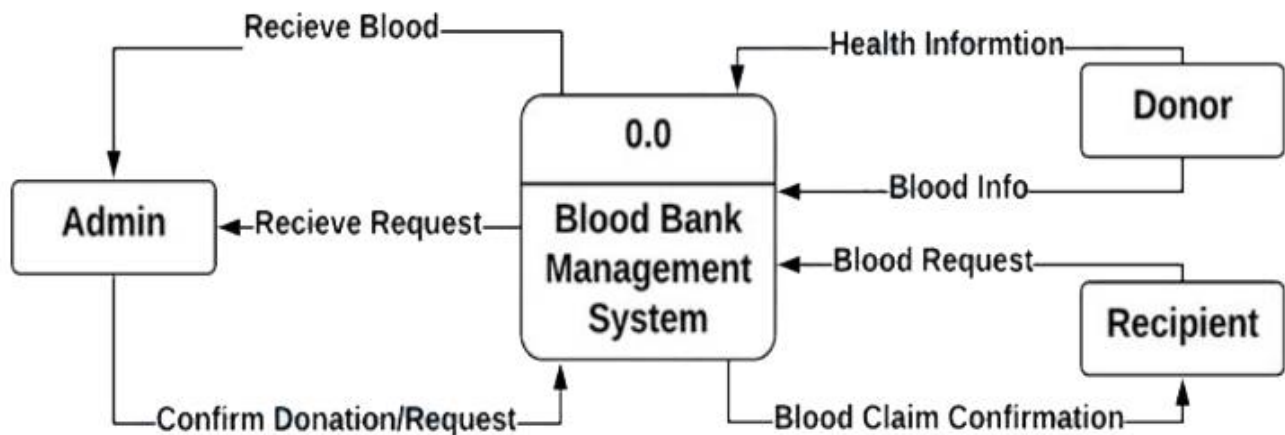 Recieve Blood
Health Informtion
Donor
0.0
Blood Info
Admin
Recieve Request
Blood Bank
Management
System
Blood Request
Recipient
Confirm Donation/Request
Blood Claim Confirmation